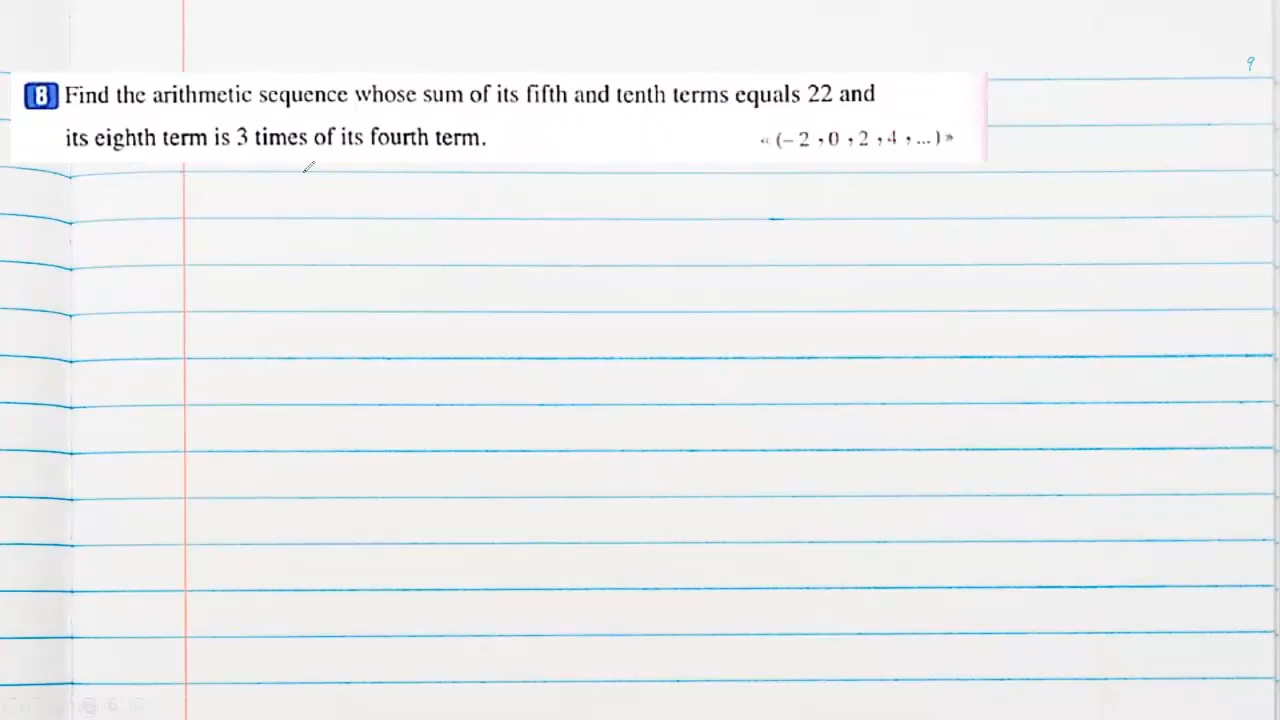 9
8 Find the arithmetic sequence whose sum of its fifth and tenth terms equals 22 and
its eighth term is 3 times of its fourth term. « (– 2 , 0 , 2 , 4 , ...) »